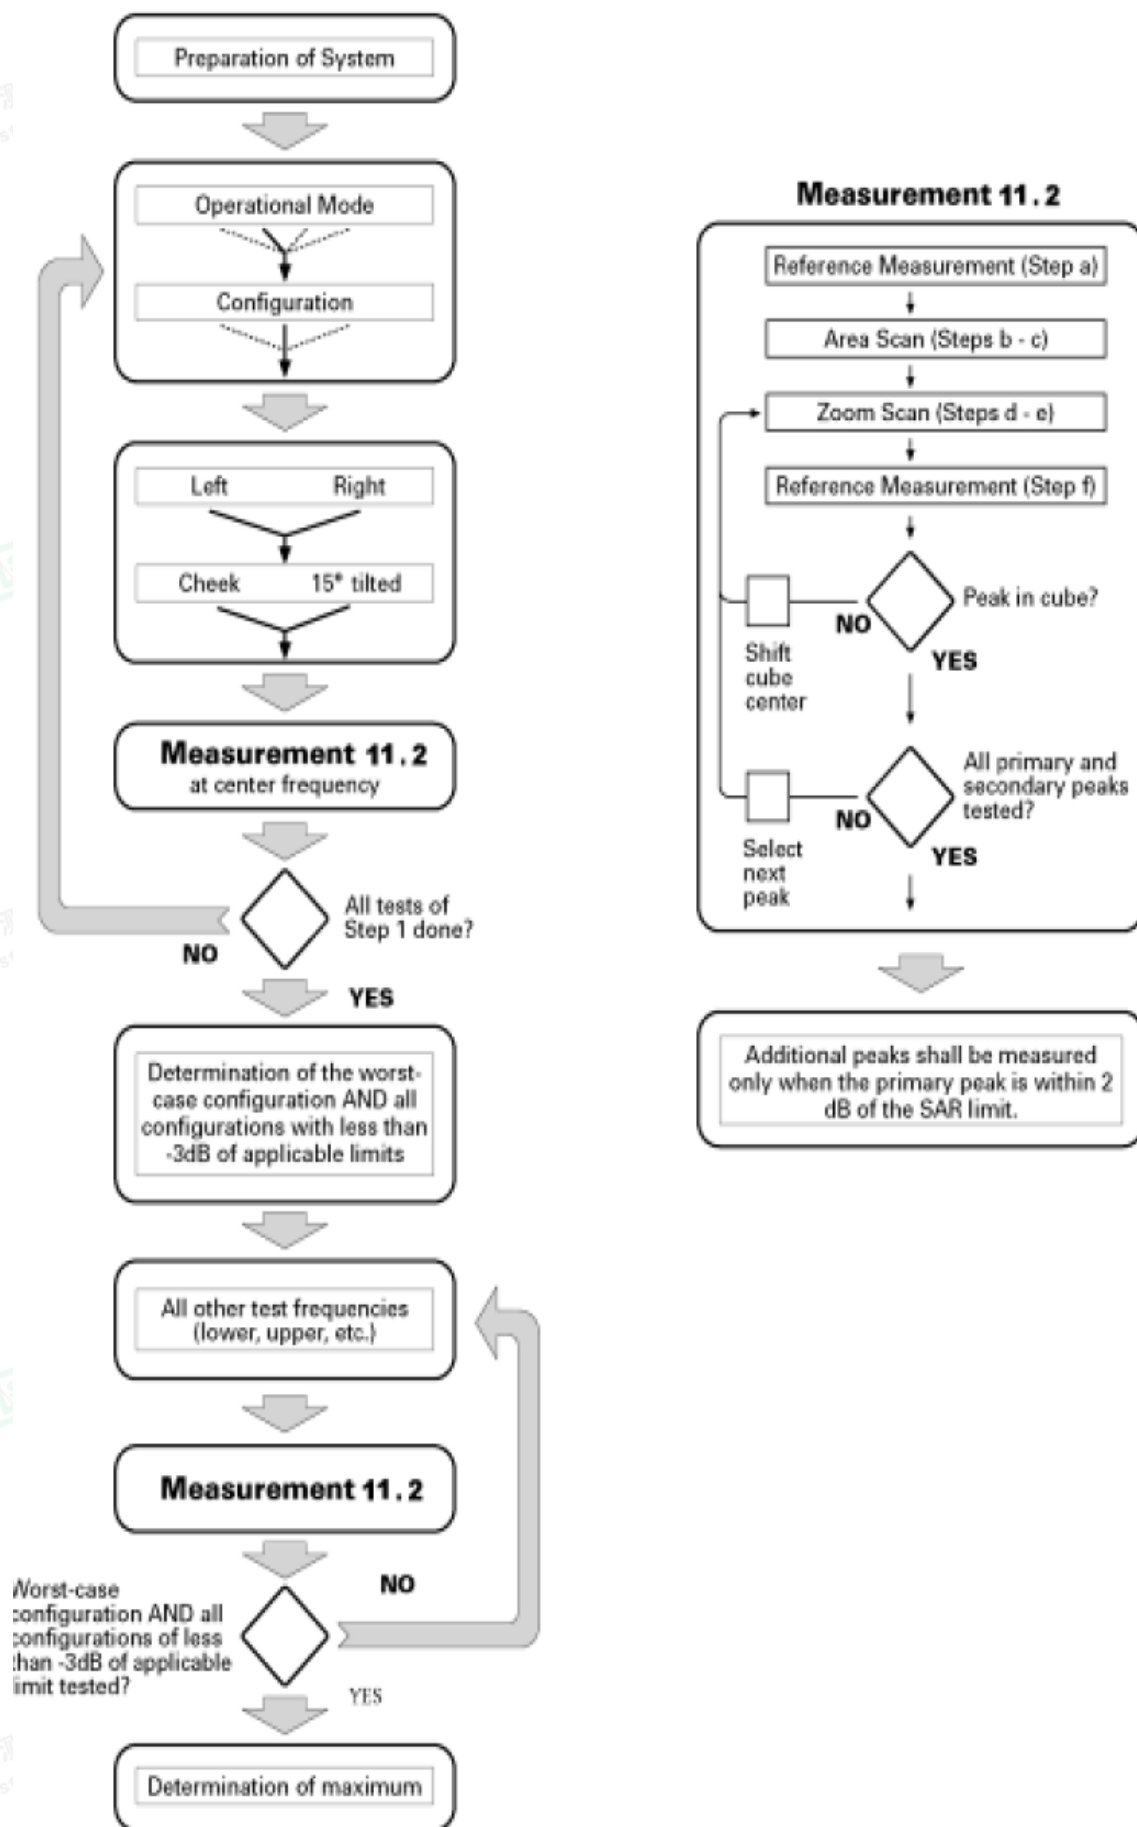 Preparation of System
Operational Mode
Configuration
Left Right
Cheek 15° tilted
Measurement 11.2
at center frequency
All tests of
Step 1 done?
NO
YES
Determination of the worst-
case configuration AND all
configurations with less than
-3dB of applicable limits
All other test frequencies
(lower, upper, etc.)
Measurement 11.2
NO
Worst-case
configuration AND all
configurations of less
than -3dB of applicable
limit tested?
YES
Determination of maximum
Measurement 11.2
Reference Measurement (Step a)
Area Scan (Steps b - c)
Zoom Scan (Steps d - e)
Reference Measurement (Step f)
Peak in cube?
NO
Shift
cube
center
YES
All primary and
secondary peaks
tested?
NO
Select
next
peak
YES
Additional peaks shall be measured
only when the primary peak is within 2
dB of the SAR limit.